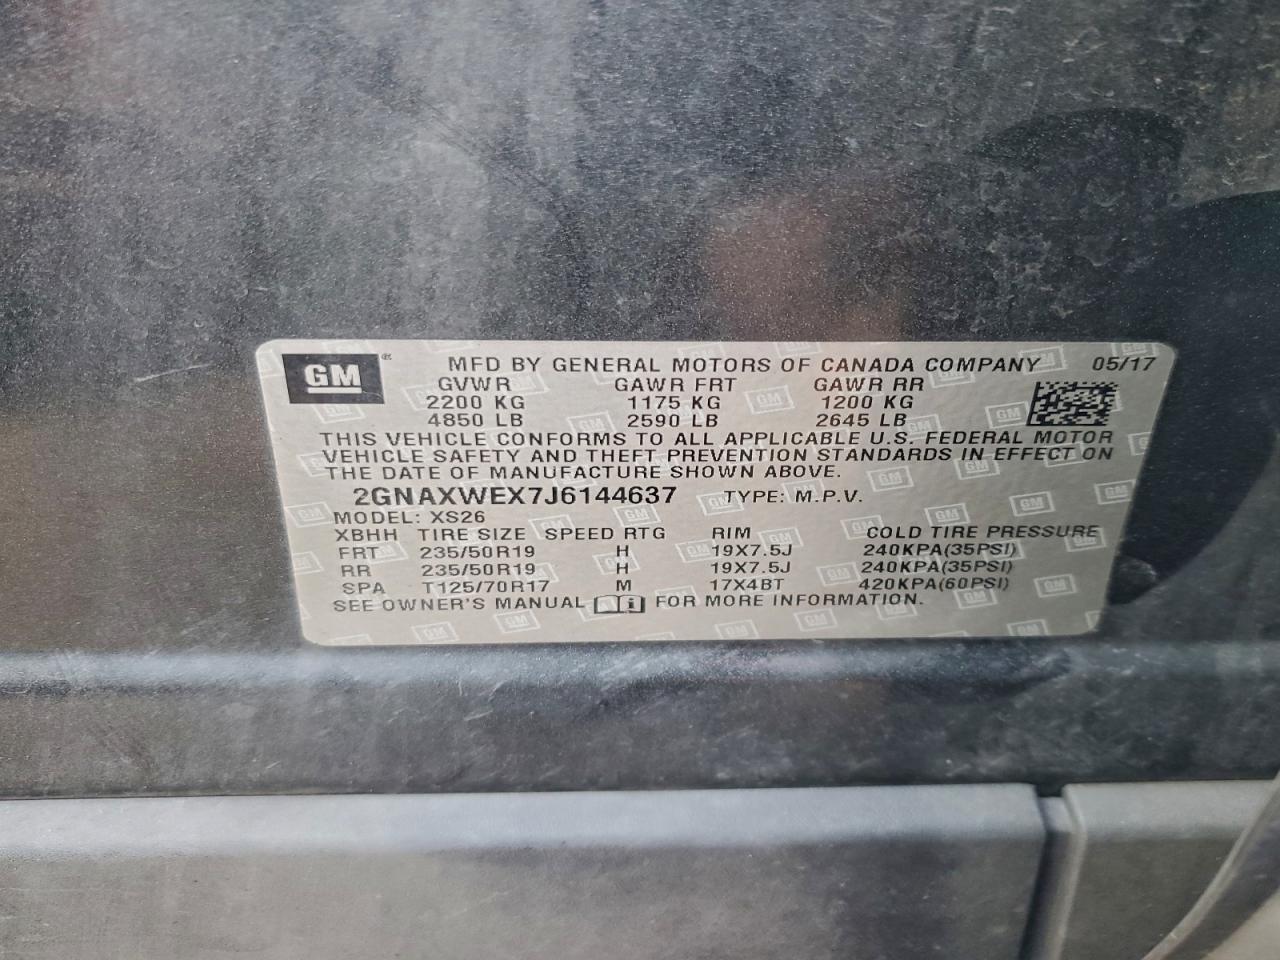 GM® MFD BY GENERAL MOTORS OF CANADA COMPANY 05/17
GVWR GAWR FRT GAWR RR
2200 KG 1175 KG 1200 KG
4850 LB 2590 LB 2645 LB
THIS VEHICLE CONFORMS TO ALL APPLICABLE U.S. FEDERAL MOTOR
VEHICLE SAFETY AND THEFT PREVENTION STANDARDS IN EFFECT ON
THE DATE OF MANUFACTURE SHOWN ABOVE.
2GNAXWEX7J6144637 TYPE: M.P.V.
MODEL: XS26
XBHH TIRE SIZE SPEED RTG RIM COLD TIRE PRESSURE
FRT 235/50R19 H 19X7.5J 240KPA(35PSI)
RR 235/50R19 H 19X7.5J 240KPA(35PSI)
SPA T125/70R17 M 17X4BT 420KPA(60PSI)
SEE OWNER'S MANUAL FOR MORE INFORMATION.